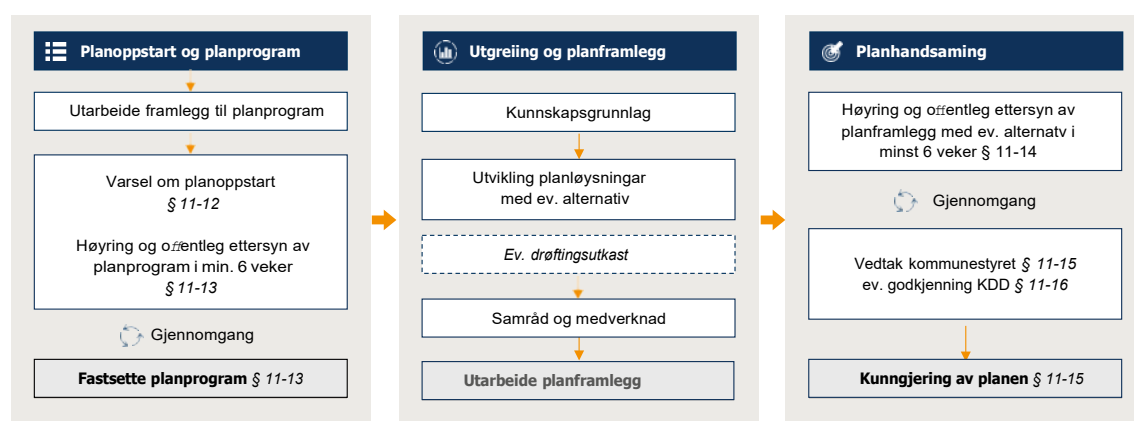 Planoppstart og planprogram
Utarbeide framlegg til planprogram
Varsel om planoppstart
§ 11-12
Høyring og offentleg ettersyn av
planprogram i min. 6 veker
§ 11-13
Gjennomgang
Fastsette planprogram § 11-13
Utgreiing og planframlegg
Kunnskapsgrunnlag
Utvikling planløysningar
med ev. alternativ
Ev. drøftingsutkast
Samråd og medverknad
Utarbeide planframlegg
Planhandsaming
Høyring og offentleg ettersyn av
planframlegg med ev. alternatv i
minst 6 veker § 11-14
Gjennomgang
Vedtak kommunestyret § 11-15
ev. godkjenning KDD § 11-16
Kunngjering av planen § 11-15